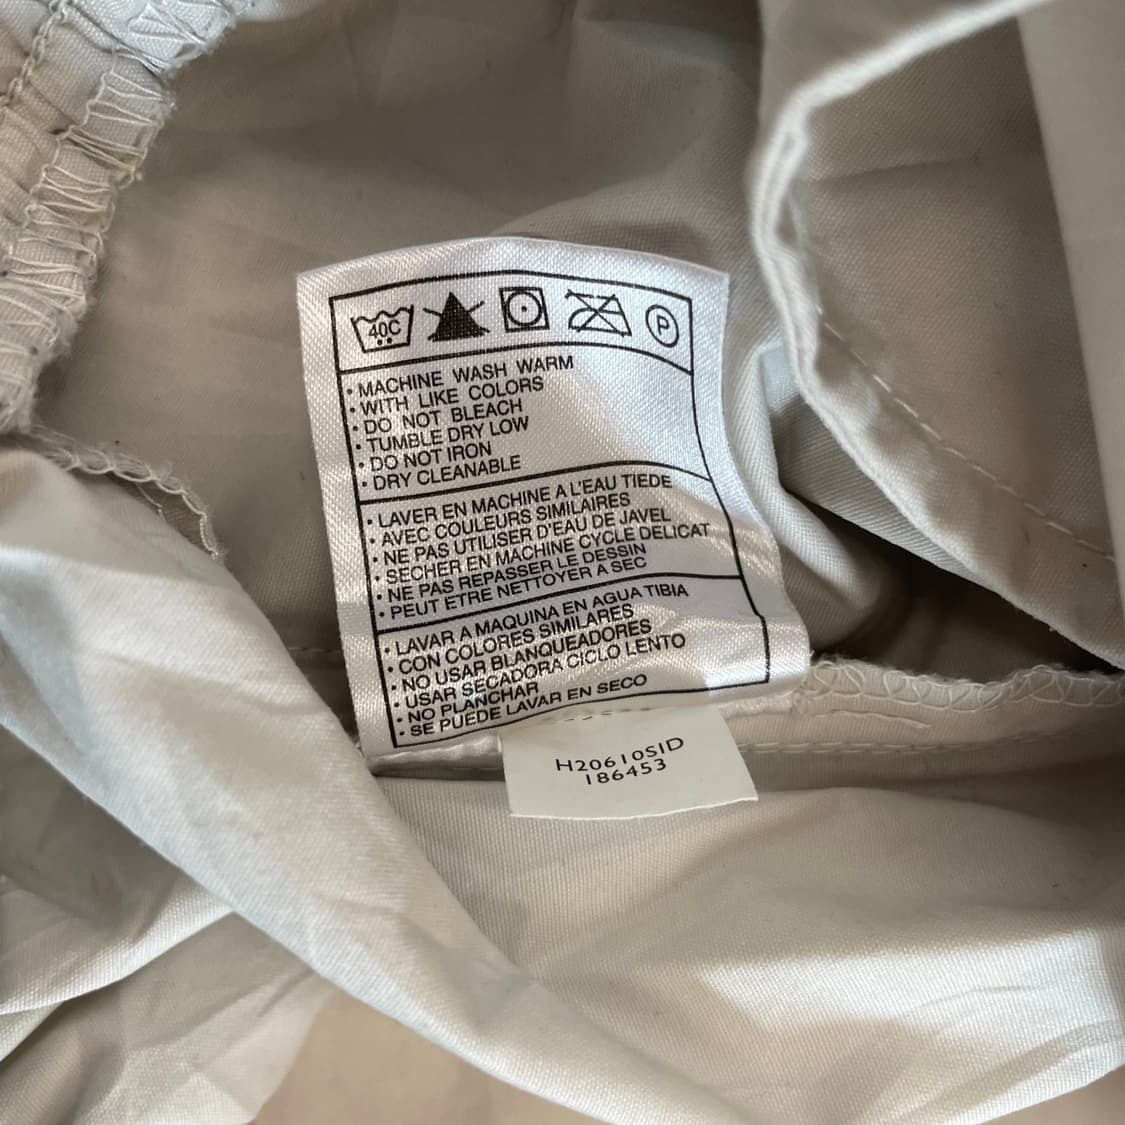 40C
P
· MACHINE WASH WARM
· WITH LIKE COLORS
· DO NOT BLEACH
· TUMBLE DRY LOW
· DO NOT IRON
· DRY CLEANABLE
· LAVER EN MACHINE A L'EAU TIEDE
· AVEC COULEURS SIMILAIRES
· NE PAS UTILISER D'EAU DE JAVEL
· SECHER EN MACHINE CYCLE DELICAT
· NE PAS REPASSER LE DESSIN
· PEUT ETRE NETTOYER A SEC
· LAVAR A MAQUINA EN AGUA TIBIA
· CON COLORES SIMILARES
· NO USAR BLANQUEADORES
· USAR SECADORA CICLO LENTO
· NO PLANCHAR
· SE PUEDE LAVAR EN SECO
H20610SID
186453